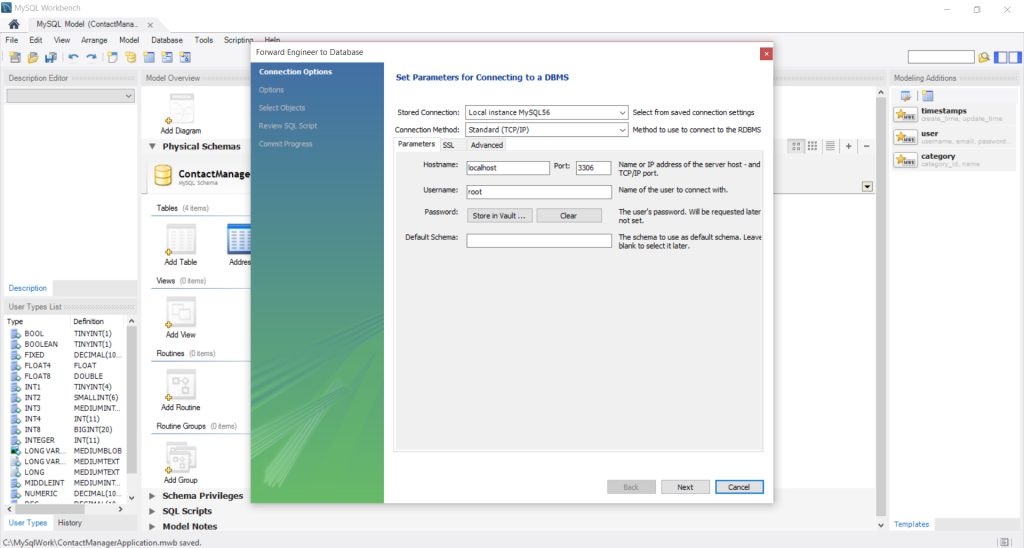 MySQL Workbench
MySQL Model (ContactMana..
File Edit View Arrange Model Database Tools Scripting Help
Description Editor
Description
User Types List
Type Definition
BOOL TINYINT(1)
BOOLEAN TINYINT(1)
FIXED DECIMAL(10...
FLOAT4 FLOAT
FLOAT8 DOUBLE
INT1 TINYINT(4)
INT2 SMALLINT(6)
INT3 MEDIUMINT...
INT4 INT(11)
INT8 BIGINT(20)
INTEGER INT(11)
LONG VAR... MEDIUMBLOB
LONG VAR... MEDIUMTEXT
LONG MEDIUMTEXT
MIDDLEINT MEDIUMINT...
NUMERIC DECIMAL(10...
User Types History
C:\MySqlWork\ContactManagerApplication.mwb saved.
Model Overview
Add Diagram
Physical Schemas
ContactManage
MySQL Schema
Tables (4 items)
Add Table Addres
Views (0 items)
Add View
Routines (0 items)
Add Routine
Routine Groups (0 items)
Add Group
Schema Privileges
SQL Scripts
Model Notes
Forward Engineer to Database
Connection Options
Options
Select Objects
Review SQL Script
Commit Progress
Set Parameters for Connecting to a DBMS
Stored Connection: Local instance MySQL56 Select from saved connection settings
Connection Method: Standard (TCP/IP) Method to use to connect to the RDBMS
Parameters SSL Advanced
Hostname: localhost Port: 3306 Name or IP address of the server host - and
TCP/IP port.
Username: root Name of the user to connect with.
Password: Store in Vault ... Clear The user's password. Will be requested later
not set.
Default Schema: The schema to use as default schema. Leave
blank to select it later.
Back Next Cancel
Modeling Additions
timestamps
create_time, update_time
user
username, email, password...
category
category_id, name
Templates